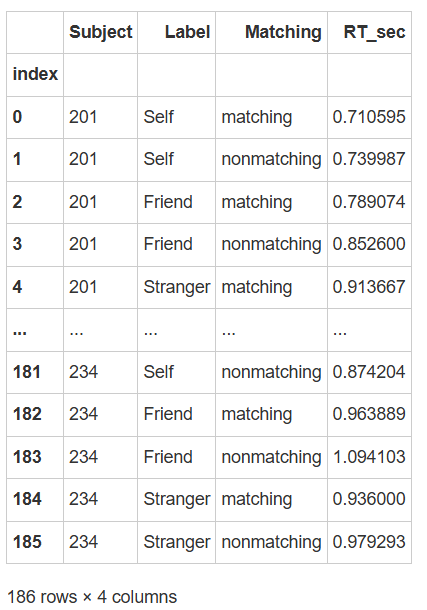 Subject Label Matching RT_sec
index
0 201 Self matching 0.710595
1 201 Self nonmatching 0.739987
2 201 Friend matching 0.789074
3 201 Friend nonmatching 0.852600
4 201 Stranger matching 0.913667
... ... ... ... ...
181 234 Self nonmatching 0.874204
182 234 Friend matching 0.963889
183 234 Friend nonmatching 1.094103
184 234 Stranger matching 0.936000
185 234 Stranger nonmatching 0.979293
186 rows × 4 columns